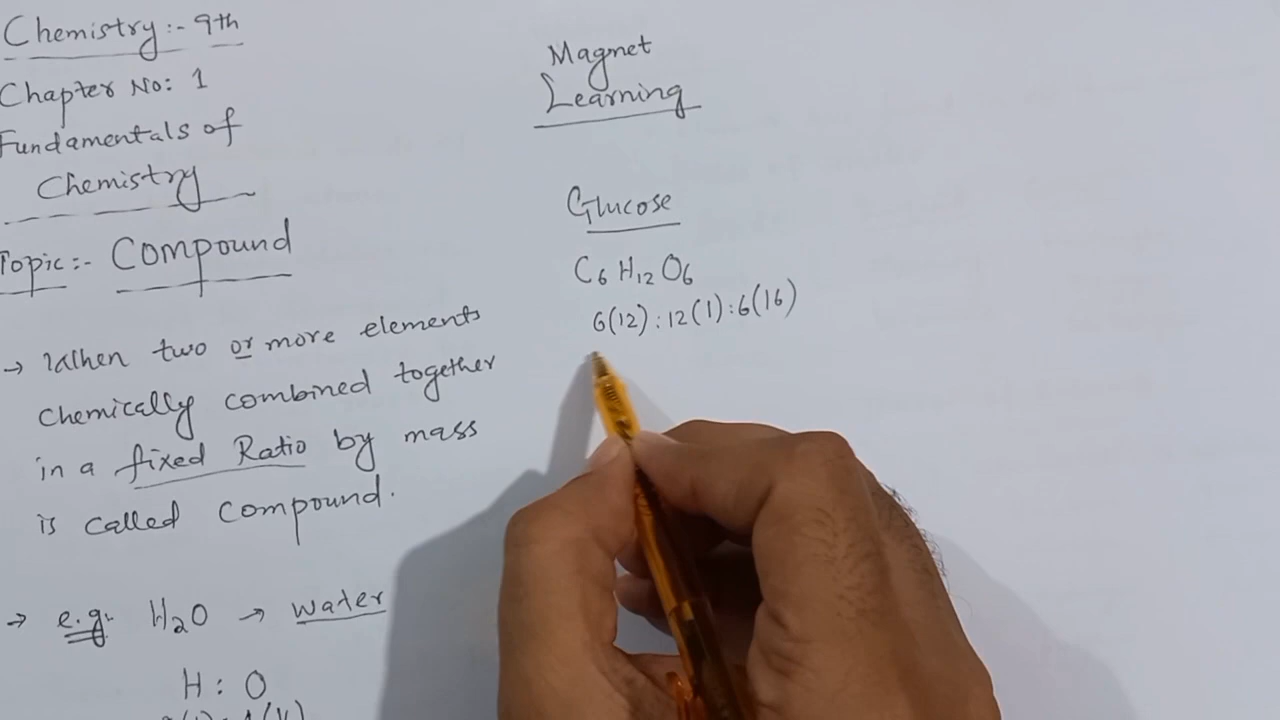 Chemistry:- 9th
Chapter No: 1
Fundamentals of
Chemistry
Topic:- Compound
→ When two or more elements
chemically combined together
in a fixed Ratio by mass
is called compound.
→ e.g:- H₂O → water
H : O
Magnet
Learning
Glucose
C₆ H₁₂ O₆
6(12) : 12(1) : 6(16)